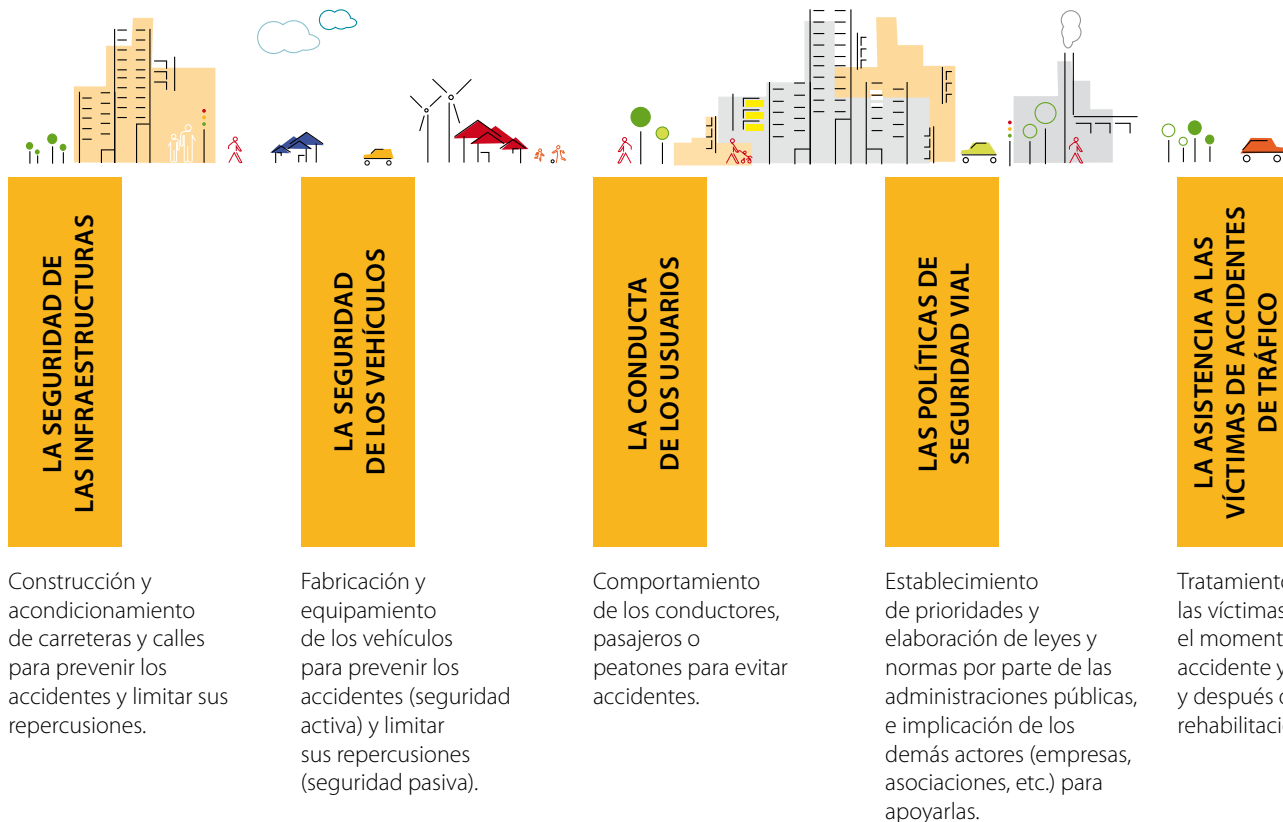 LA SEGURIDAD DE
LAS INFRAESTRUCTURAS
Construcción y
acondicionamiento
de carreteras y calles
para prevenir los
accidentes y limitar sus
repercusiones.
LA SEGURIDAD
DE LOS VEHÍCULOS
Fabricación y
equipamiento
de los vehículos
para prevenir los
accidentes (seguridad
activa) y limitar
sus repercusiones
(seguridad pasiva).
LA CONDUCTA
DE LOS USUARIOS
Comportamiento
de los conductores,
pasajeros o
peatones para evitar
accidentes.
LAS POLÍTICAS DE
SEGURIDAD VIAL
Establecimiento
de prioridades y
elaboración de leyes y
normas por parte de las
administraciones públicas,
e implicación de los
demás actores (empresas,
asociaciones, etc.) para
apoyarlas.
LA ASISTENCIA A LAS
VÍCTIMAS DE ACCIDENTES
DE TRÁFICO
Tratamiento
las víctimas
el moment
accidente y
y después